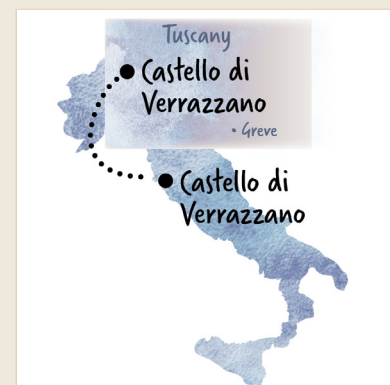 Tuscany
Castello di
Verrazzano
• Greve
Castello di
Verrazzano